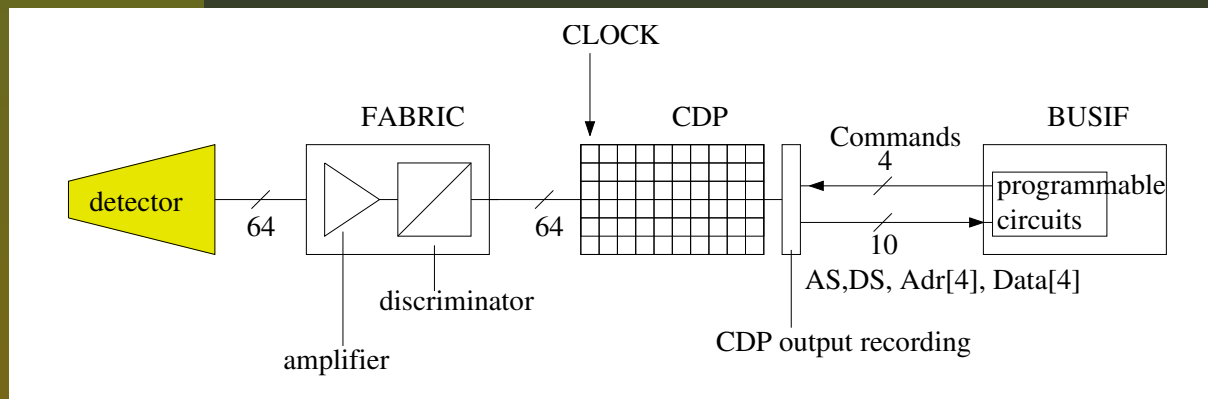 CLOCK
FABRIC
CDP
BUSIF
Commands
4
detector
programmable
circuits
64
64
10
AS,DS, Adr[4], Data[4]
discriminator
CDP output recording
amplifier